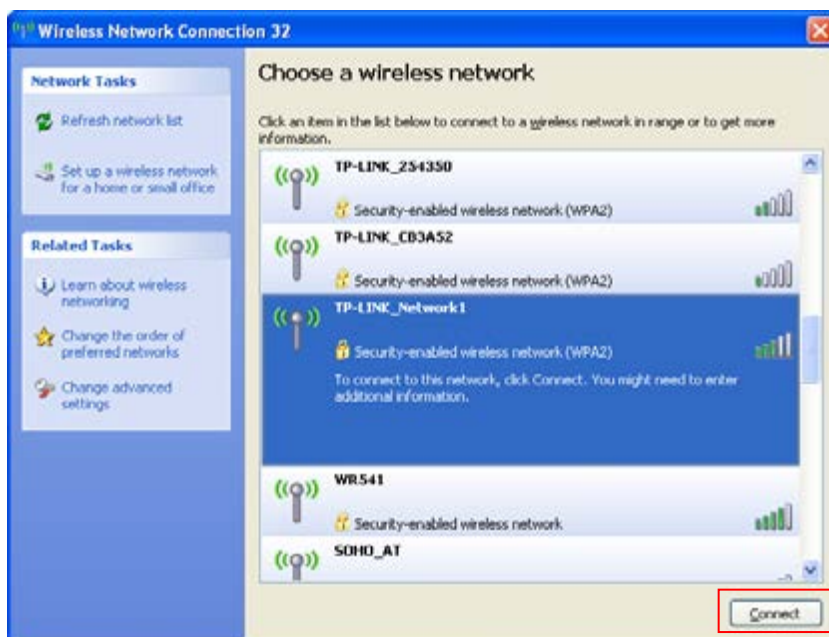 Wireless Network Connection 32
Network Tasks
Refresh network list
Set up a wireless network
for a home or small office
Related Tasks
Learn about wireless
networking
Change the order of
preferred networks
Change advanced
settings
Choose a wireless network
Click an item in the list below to connect to a wireless network in range or to get more
information.
TP-LINK_254350
Security-enabled wireless network (WPA2)
TP-LINK_CB3A52
Security-enabled wireless network (WPA2)
TP-LINK_Network1
Security-enabled wireless network (WPA2)
To connect to this network, click Connect. You might need to enter
additional information.
WR541
Security-enabled wireless network
SOHO_AT
Connect